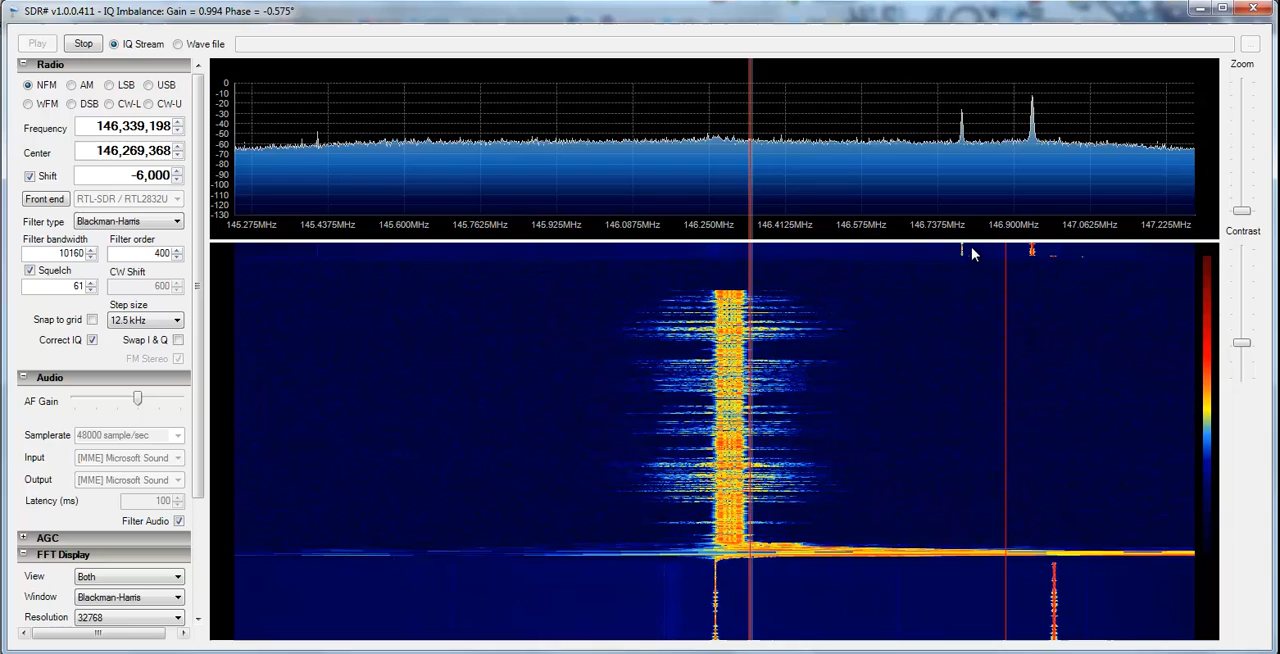 SDR# v1.0.0.411 - IQ Imbalance: Gain = 0.994 Phase = -0.575°
Play Stop IQ Stream Wave file ...
Radio
NFM AM LSB USB
WFM DSB CW-L CW-U
Frequency 146,339,198
Center 146,269,368
Shift -6,000
Front end RTL-SDR / RTL2832U
Filter type Blackman-Harris
Filter bandwidth Filter order
10160 400
Squelch CW Shift
61 600
Step size
Snap to grid 12.5 kHz
Correct IQ Swap I & Q
FM Stereo
Audio
AF Gain
Samplerate 48000 sample/sec
Input [MME] Microsoft Sound
Output [MME] Microsoft Sound
Latency (ms) 100
Filter Audio
AGC
FFT Display
View Both
Window Blackman-Harris
Resolution 32768
0
-10
-20
-30
-40
-50
-60
-70
-80
-90
-100
-110
-120
-130
145.275MHz 145.4375MHz 145.600MHz 145.7625MHz 145.925MHz 146.0875MHz 146.250MHz 146.4125MHz 146.575MHz 146.7375MHz 146.900MHz 147.0625MHz 147.225MHz
Zoom
Contrast